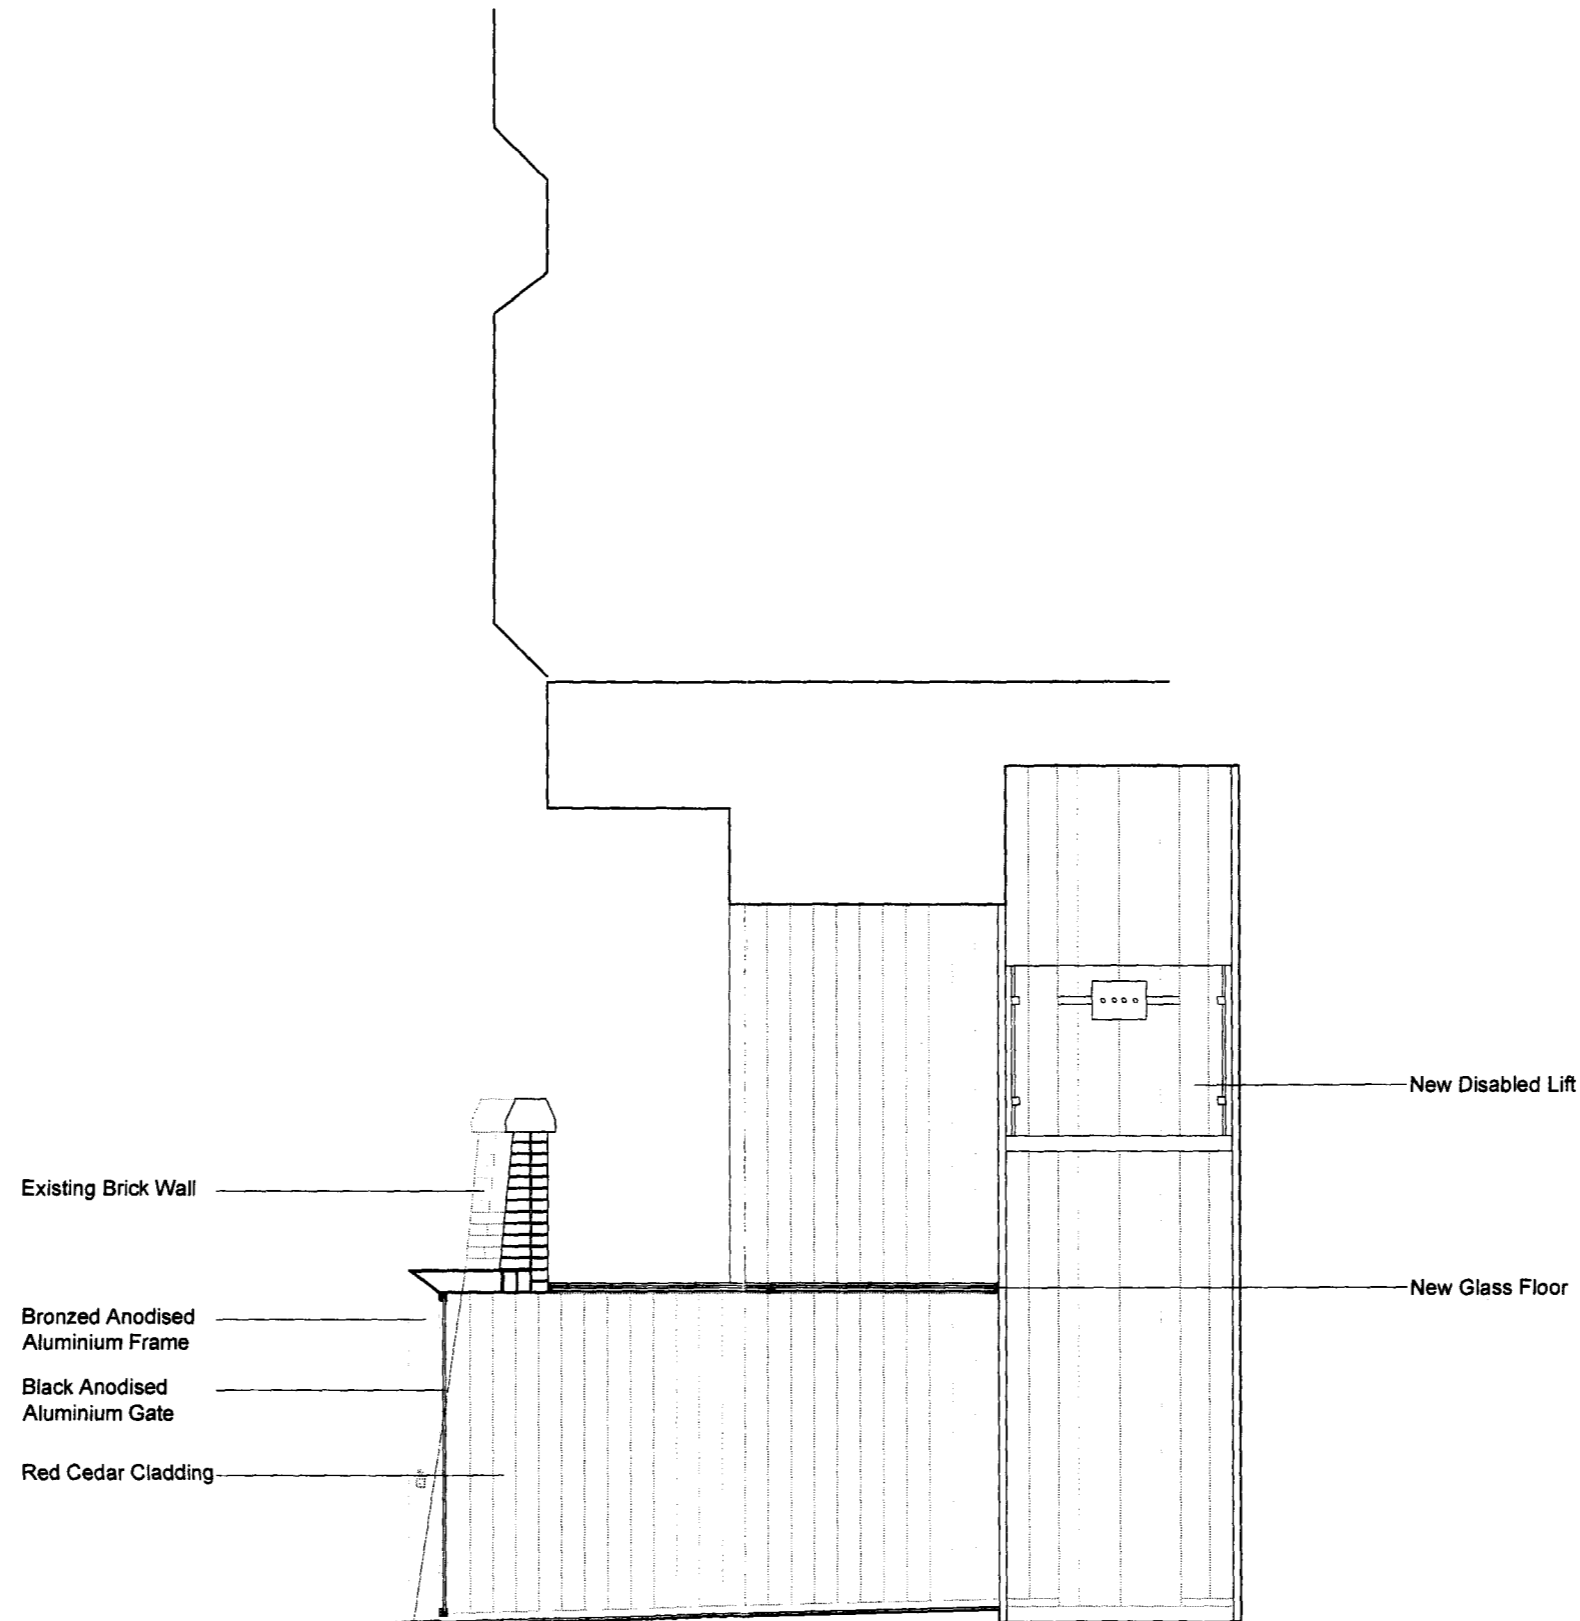 New Disabled Lift
Existing Brick Wall
New Glass Floor
Bronzed Anodised
Aluminium Frame
Black Anodised
Aluminium Gate
Red Cedar Cladding